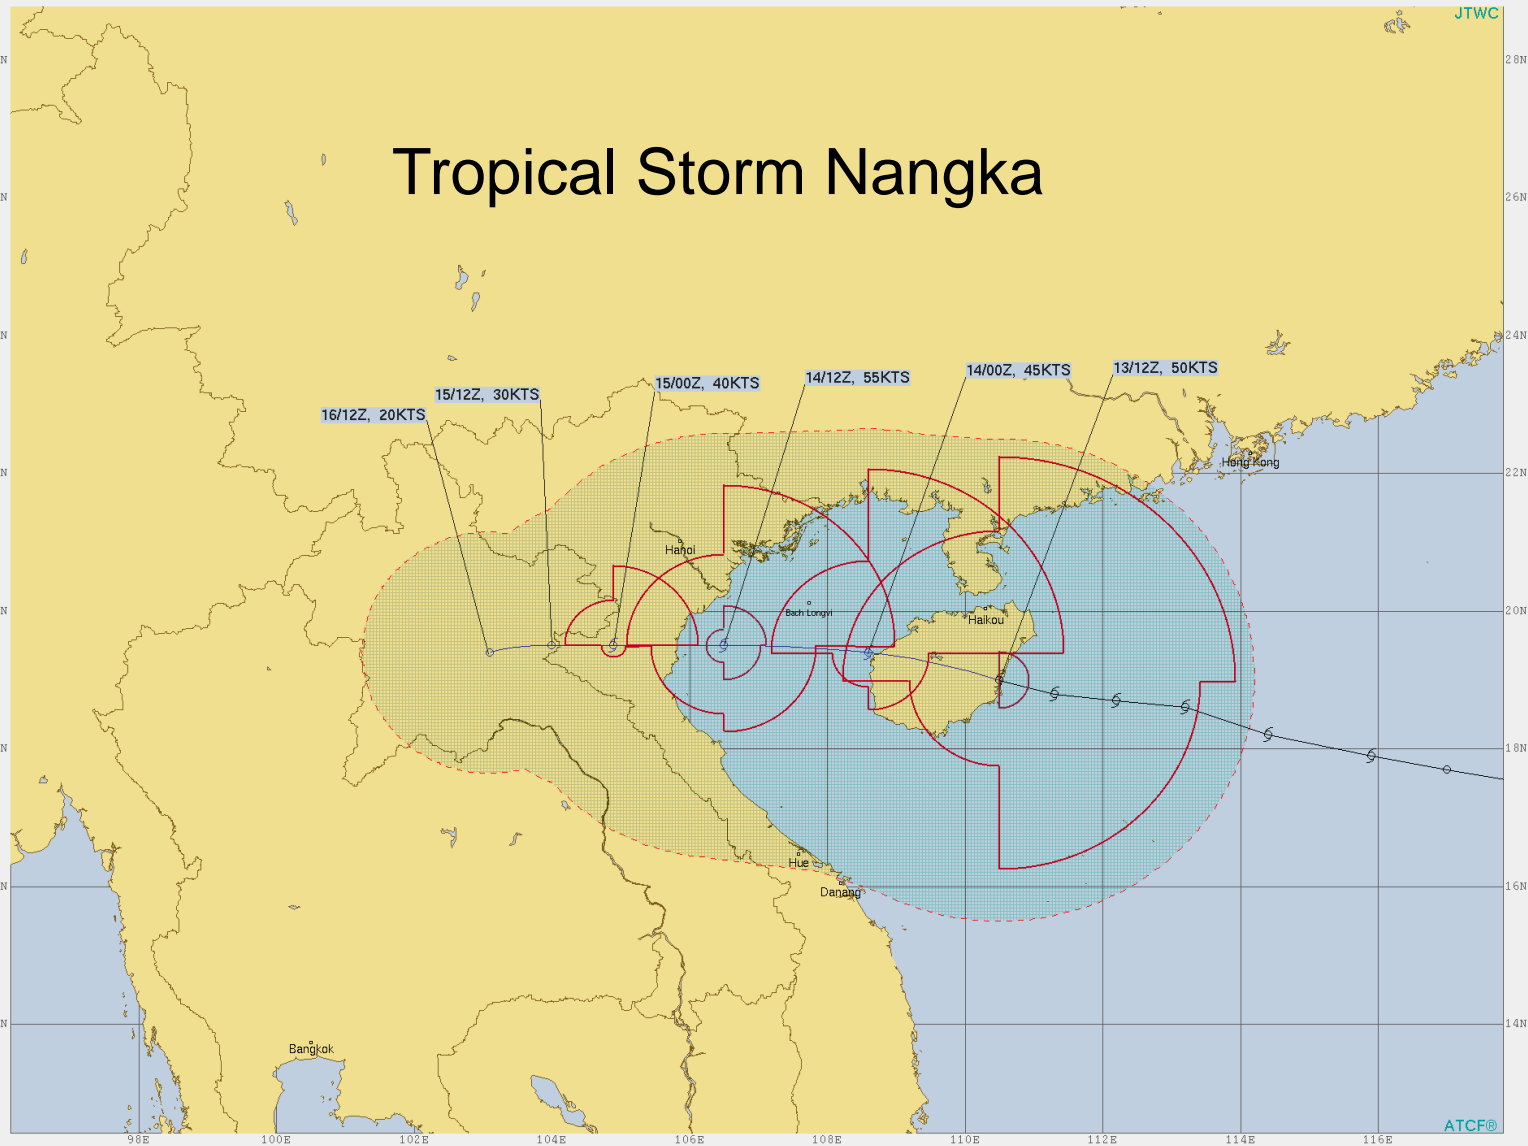 JTWC
28N
Tropical Storm Nangka
26N
24N
13/12Z, 50KTS
14/00Z, 45KTS
14/12Z, 55KTS
15/00Z, 40KTS
15/12Z, 30KTS
16/12Z, 20KTS
Hong Kong
22N
Hanoi
Bach Longvi
20N
Haikou
18N
Hue
Danang
16N
14N
Bangkok
ATCF®
98E 100E 102E 104E 106E 108E 110E 112E 114E 116E